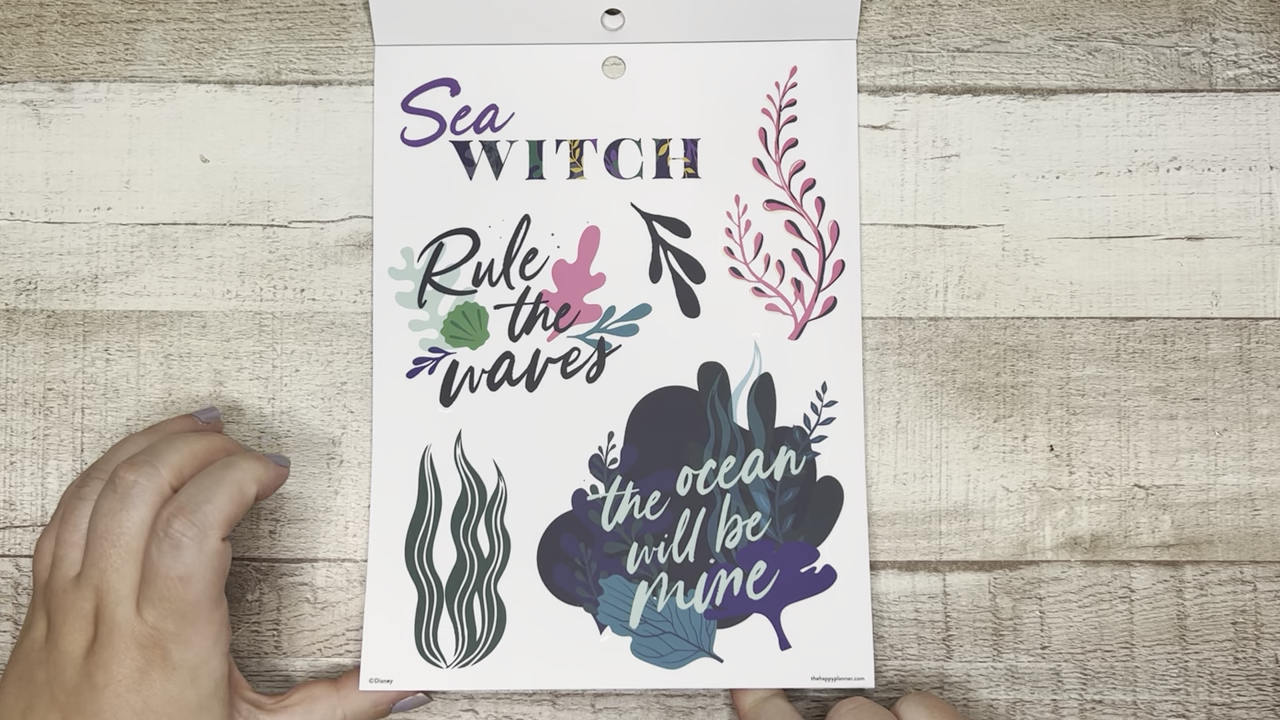 Sea
WITCH
Rule
the
waves
the ocean
will be
mine
©Disney
thehappyplanner.com